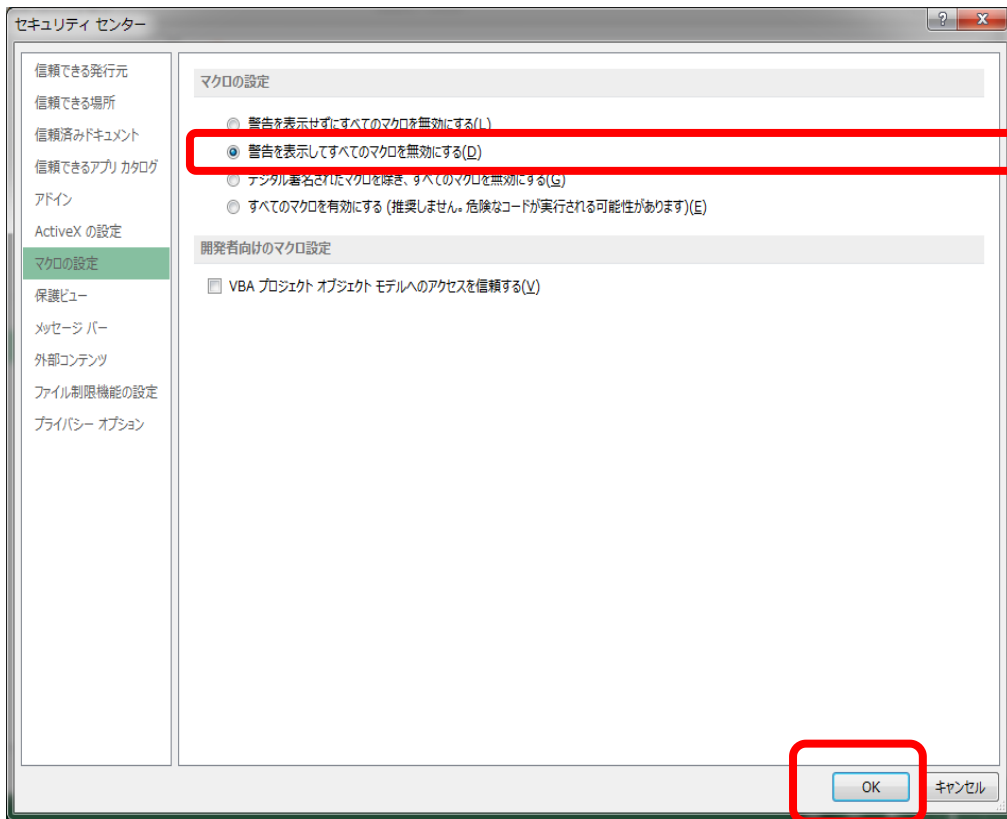 セキュリティ センター
信頼できる発行元
信頼できる場所
信頼済みドキュメント
信頼できるアプリ カタログ
アドイン
ActiveX の設定
マクロの設定
保護ビュー
メッセージ バー
外部コンテンツ
ファイル制限機能の設定
プライバシー オプション
マクロの設定
警告を表示せずにすべてのマクロを無効にする(L)
警告を表示してすべてのマクロを無効にする(D)
デジタル署名されたマクロを除き、すべてのマクロを無効にする(G)
すべてのマクロを有効にする (推奨しません。危険なコードが実行される可能性があります)(E)
開発者向けのマクロ設定
VBA プロジェクト オブジェクト モデルへのアクセスを信頼する(V)
OK
キャンセル